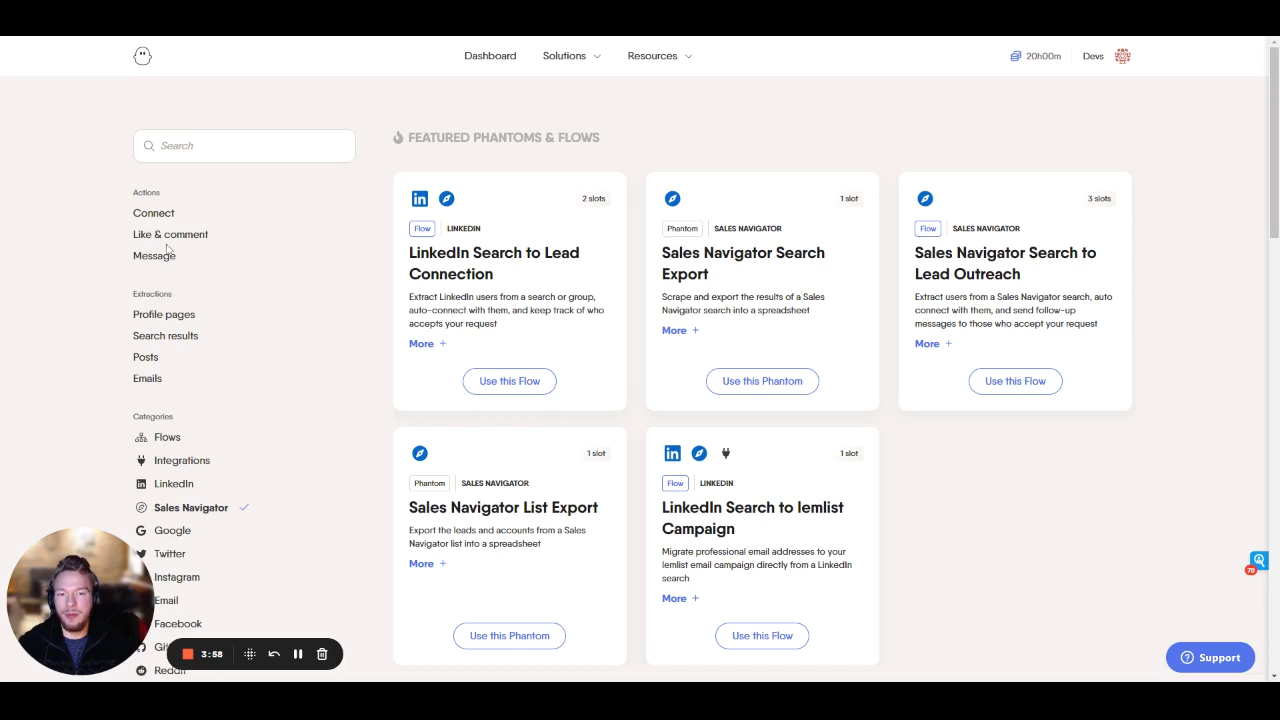 Dashboard
Solutions
Resources
20h00m
Devs
Search
Actions
Connect
Like & comment
Message
Extractions
Profile pages
Search results
Posts
Emails
Categories
Flows
Integrations
LinkedIn
Sales Navigator
Google
Twitter
Instagram
Email
Facebook
Reddit
3:58
FEATURED PHANTOMS & FLOWS
2 slots
Flow LINKEDIN
LinkedIn Search to Lead
Connection
Extract LinkedIn users from a search or group,
auto-connect with them, and keep track of who
accepts your request
More +
Use this Flow
1 slot
Phantom SALES NAVIGATOR
Sales Navigator Search
Export
Scrape and export the results of a Sales
Navigator search into a spreadsheet
More +
Use this Phantom
3 slots
Flow SALES NAVIGATOR
Sales Navigator Search to
Lead Outreach
Extract users from a Sales Navigator search, auto
connect with them, and send follow-up
messages to those who accept your request
More +
Use this Flow
1 slot
Phantom SALES NAVIGATOR
Sales Navigator List Export
Export the leads and accounts from a Sales
Navigator list into a spreadsheet
More +
Use this Phantom
1 slot
Flow LINKEDIN
LinkedIn Search to lemlist
Campaign
Migrate professional email addresses to your
lemlist email campaign directly from a LinkedIn
search
More +
Use this Flow
70
Support